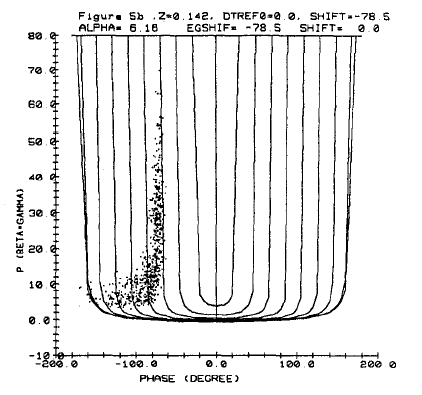 Figure 5b .Z=0.142, DTREF0=0.0, SHIFT=-78.5
ALPHA= 6.16 EGSHIF= -78.5 SHIFT= 0.0
80.0
70.0
60.0
50.0
40.0
30.0
20.0
10.0
0.0
-10.0
P (BETA*GAMMA)
-200.0 -100.0 0.0 100.0 200.0
PHASE (DEGREE)